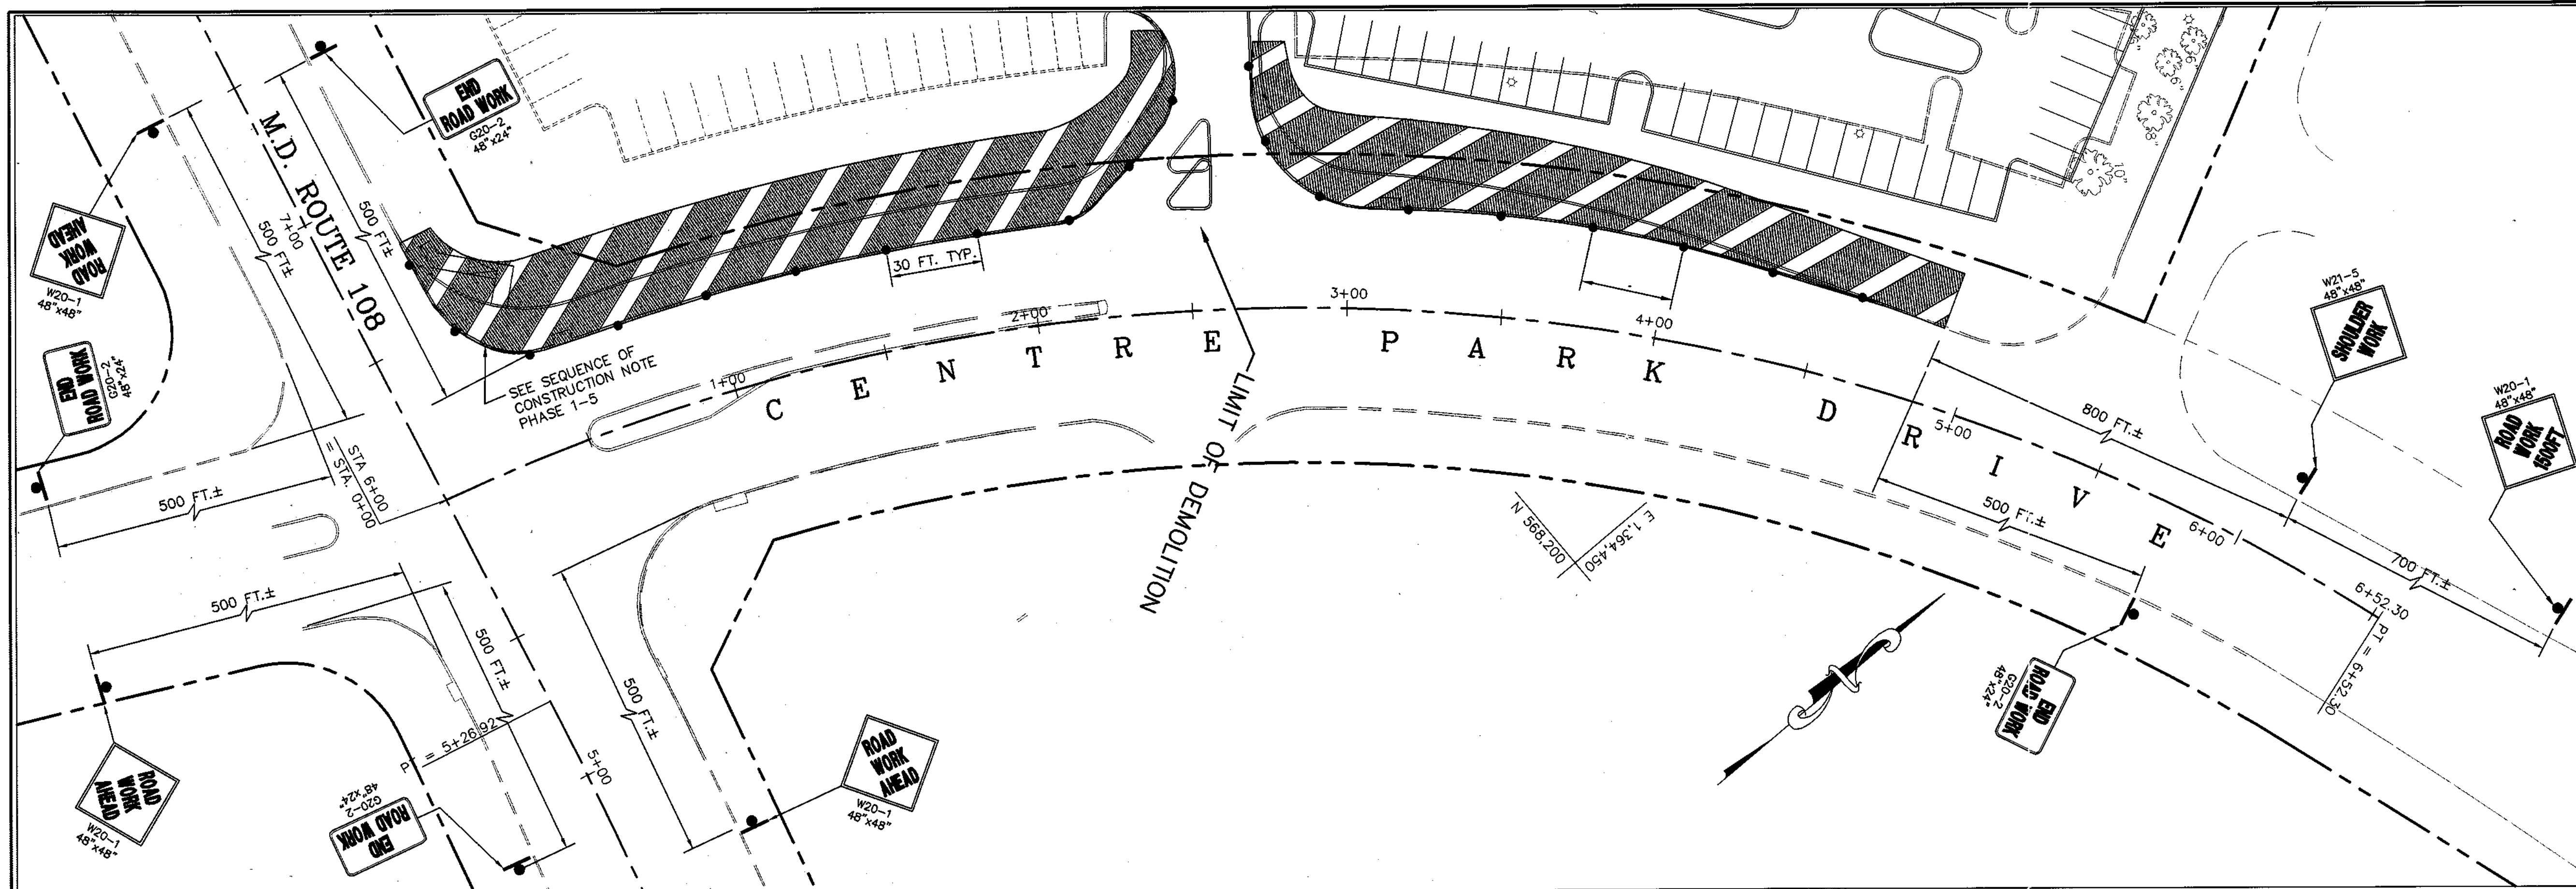 END
ROAD WORK
G20-2
48"x24"
M.D. ROUTE 108
7+00
500 FT.±
500 FT.±
ROAD
WORK
AHEAD
W20-1
48"x48"
END
ROAD WORK
G20-2
48"x24"
30 FT. TYP.
SEE SEQUENCE OF
CONSTRUCTION NOTE
PHASE 1-5
1+00
2+00
3+00
4+00
5+00
6+00
CENTRE PARK DRIVE
LIMIT OF DEMOLITION
STA 6+00
= STA. 0+00
500 FT.±
500 FT.±
500 FT.±
500 FT.±
PT = 5+26.92
5+00
ROAD
WORK
AHEAD
W20-1
48"x48"
END
ROAD WORK
G20-2
48"x24"
ROAD
WORK
AHEAD
W20-1
48"x48"
N 568,200
E 1,364,450
10"
6"
6"
8"
W21-5
48"x48"
SHOULDER
WORK
W20-1
48"x48"
ROAD
WORK
1500FT
800 FT.±
500 FT.±
700 FT.±
6+52.30
PT = 6+52.30
END
ROAD WORK
G20-2
48"x24"